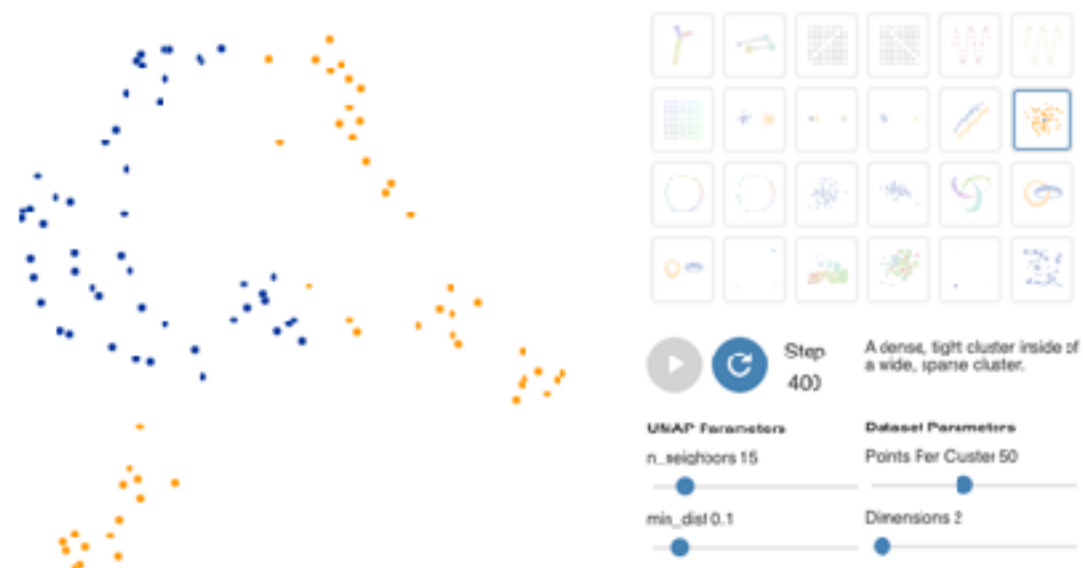 Step
400
A dense, tight cluster inside of
a wide, sparse cluster.
UMAP Parameters
Dataset Parameters
n_neighbors 15
Points Per Cluster 50
min_dist 0.1
Dimensions 2